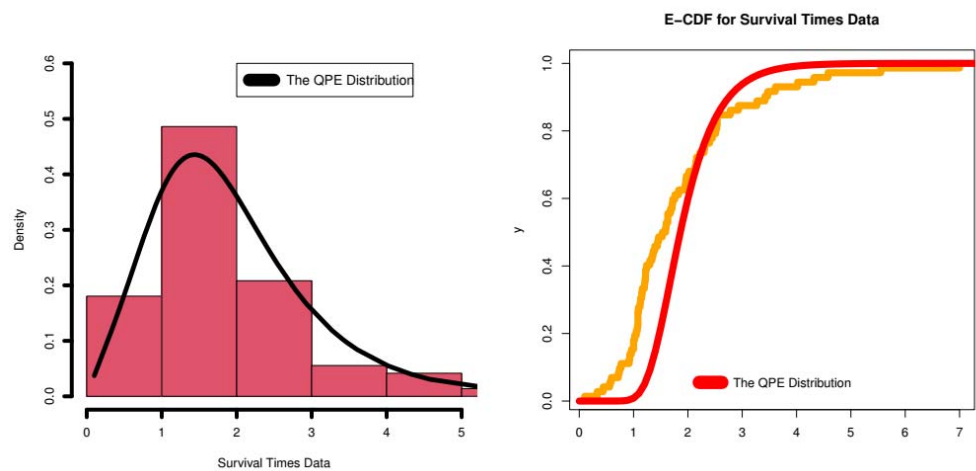 0.6
The QPE Distribution
0.5
0.4
Density
0.3
0.2
0.1
0.0
0 1 2 3 4 5
Survival Times Data
E−CDF for Survival Times Data
1.0
0.8
0.6
y
0.4
0.2
The QPE Distribution
0.0
0 1 2 3 4 5 6 7